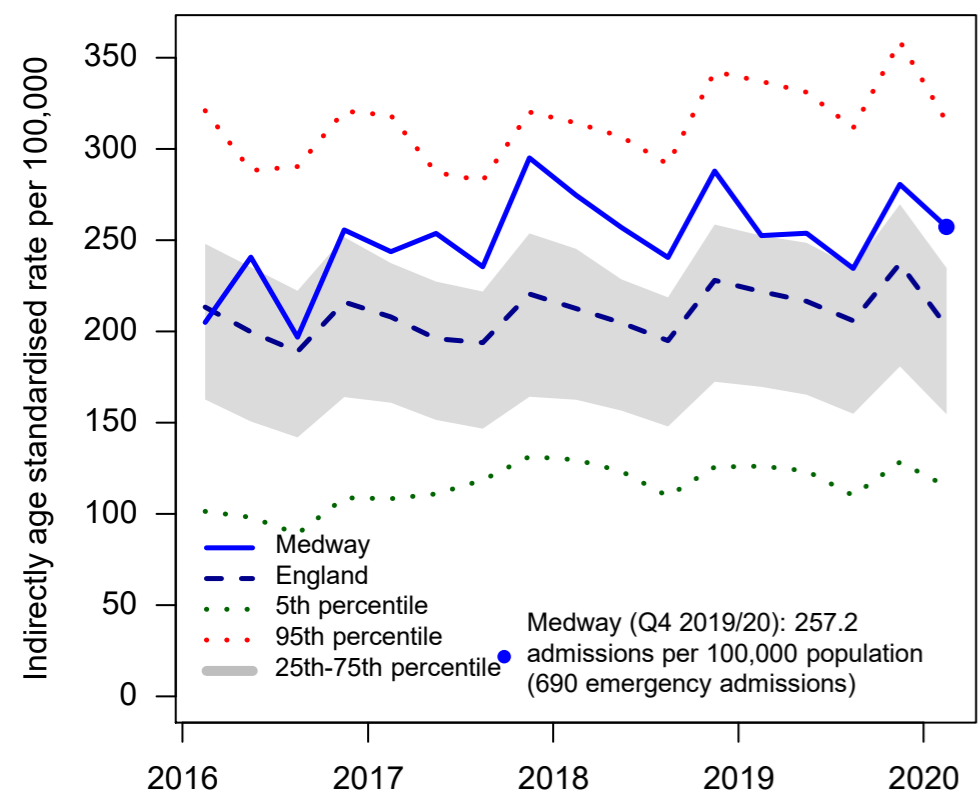 Indirectly age standardised rate per 100,000
350
300
250
200
150
100
50
0
Medway
England
5th percentile
95th percentile
25th-75th percentile
Medway (Q4 2019/20): 257.2
admissions per 100,000 population
(690 emergency admissions)
2016 2017 2018 2019 2020